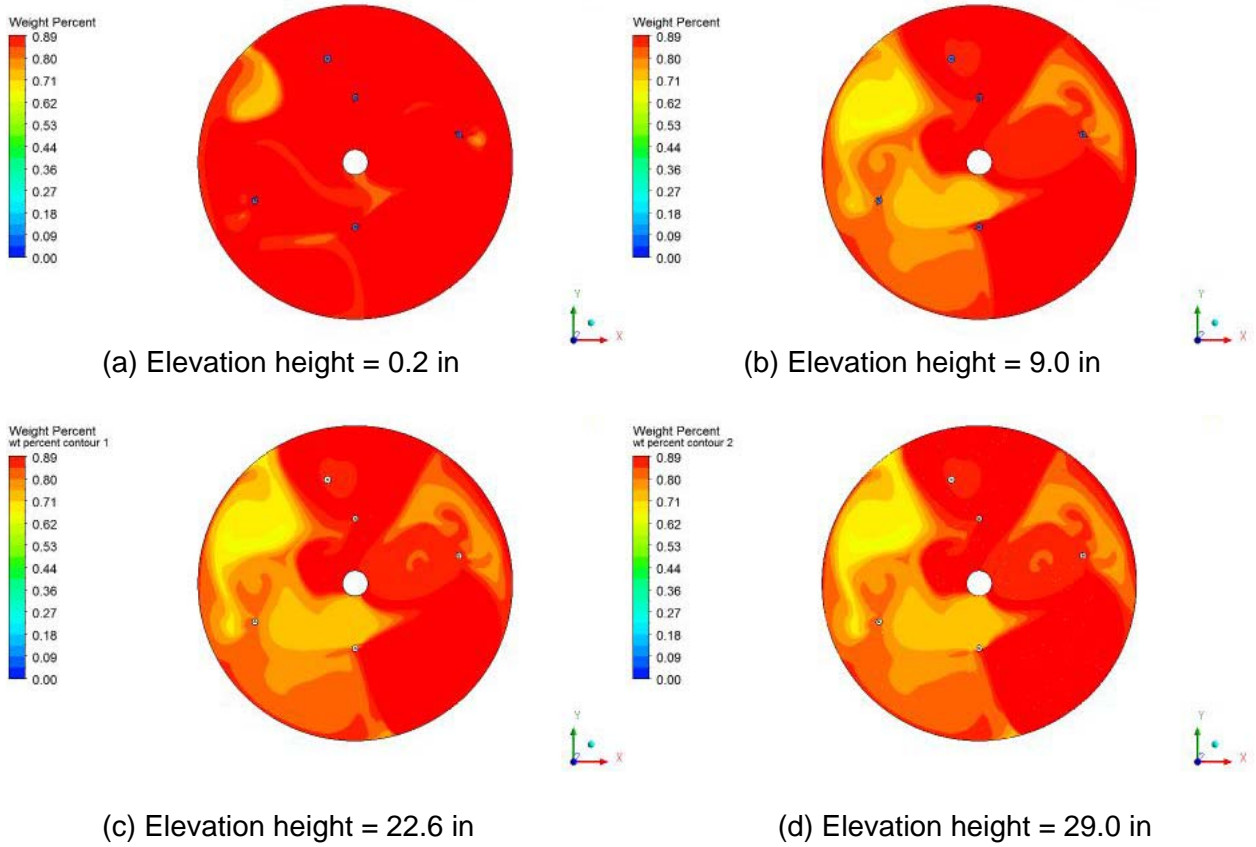 Weight Percent
0.89
0.80
0.71
0.62
0.53
0.44
0.36
0.27
0.18
0.09
0.00
Y
Z
X
(a) Elevation height = 0.2 in
Weight Percent
0.89
0.80
0.71
0.62
0.53
0.44
0.36
0.27
0.18
0.09
0.00
Y
Z
X
(b) Elevation height = 9.0 in
Weight Percent
wt percent contour 1
0.89
0.80
0.71
0.62
0.53
0.44
0.36
0.27
0.18
0.09
0.00
Y
Z
X
(c) Elevation height = 22.6 in
Weight Percent
wt percent contour 2
0.89
0.80
0.71
0.62
0.53
0.44
0.36
0.27
0.18
0.09
0.00
Y
Z
X
(d) Elevation height = 29.0 in